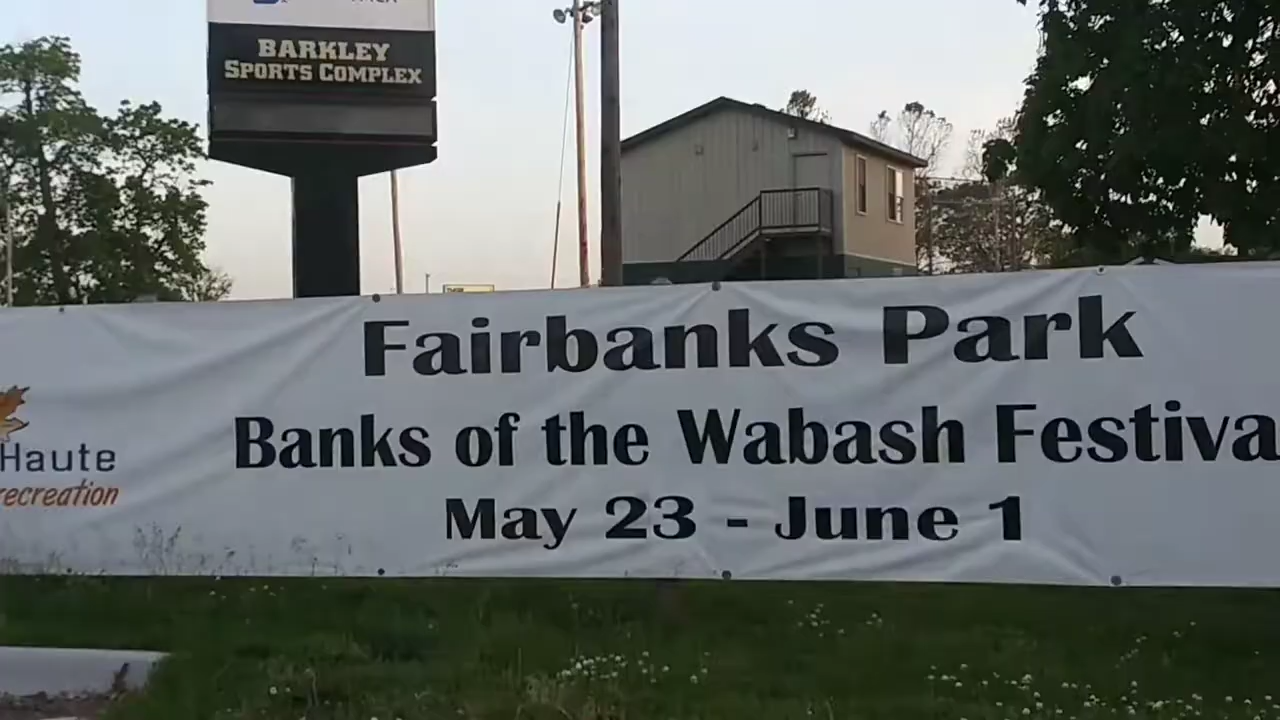 BARKLEY
SPORTS COMPLEX
Fairbanks Park
Banks of the Wabash Festiva
May 23 - June 1
Haute
recreation